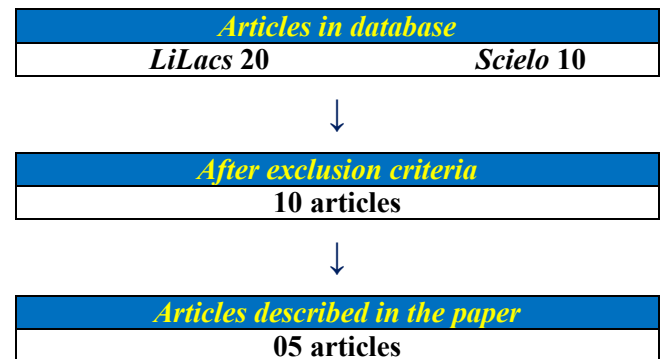 Articles in database
LiLacs 20 Scielo 10
↓
After exclusion criteria
10 articles
↓
Articles described in the paper
05 articles